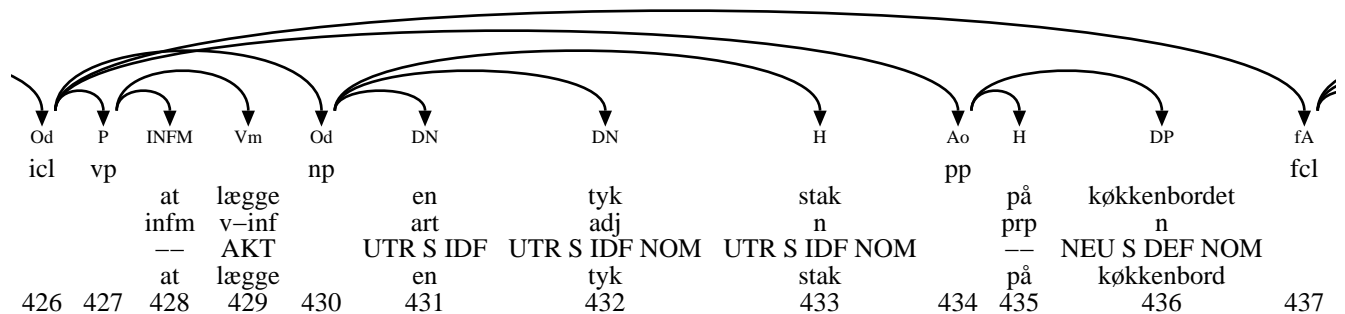 Od P INFM Vm Od DN DN H Ao H DP fA
icl vp np pp fcl
at lægge en tyk stak på køkkenbordet
infm v−inf art adj n prp n
−− AKT UTR S IDF UTR S IDF NOM UTR S IDF NOM −− NEU S DEF NOM
at lægge en tyk stak på køkkenbord
426 427 428 429 430 431 432 433 434 435 436 437